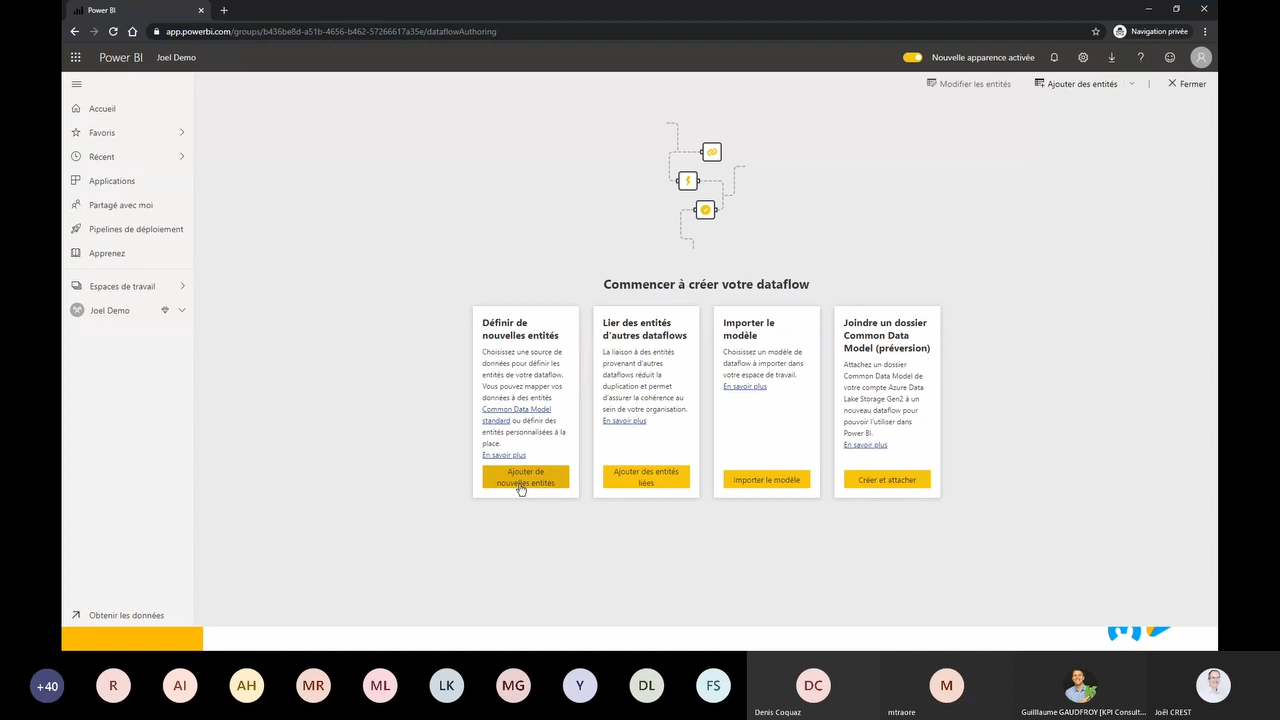 Power BI
app.powerbi.com/groups/b436be8d-a51b-4656-b462-57266617a35e/dataflowAuthoring
Navigation privée
Power BI
Joel Demo
Nouvelle apparence activée
Modifier les entités
Ajouter des entités
Fermer
Accueil
Favoris
Récent
Applications
Partagé avec moi
Pipelines de déploiement
Apprenez
Espaces de travail
Joel Demo
Obtenir les données
Commencer à créer votre dataflow
Définir de
nouvelles entités
Choisissez une source de
données pour définir les
entités de votre dataflow.
Vous pouvez mapper vos
données à des entités
Common Data Model
standard ou définir des
entités personnalisées à la
place.
En savoir plus
Ajouter de
nouvelles entités
Lier des entités
d'autres dataflows
La liaison à des entités
provenant d'autres
dataflows réduit la
duplication et permet
d'assurer la cohérence au
sein de votre organisation.
En savoir plus
Ajouter des entités
liées
Importer le
modèle
Choisissez un modèle de
dataflow à importer dans
votre espace de travail.
En savoir plus
Importer le modèle
Joindre un dossier
Common Data
Model (préversion)
Attachez un dossier
Common Data Model de
votre compte Azure Data
Lake Storage Gen2 à un
nouveau dataflow pour
pouvoir l'utiliser dans
Power BI.
En savoir plus
Créer et attacher
+40
R
AI
AH
MR
ML
LK
MG
Y
DL
FS
DC
Denis Coquaz
M
mtraore
Guilllaume GAUDFROY [KPI Consult...
Joël CREST